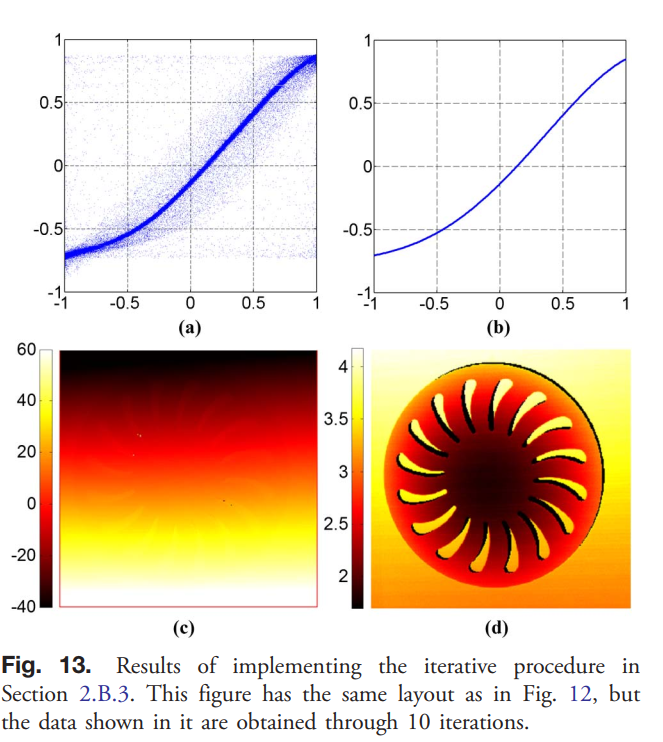 1
0.5
0
-0.5
-1
-1 -0.5 0 0.5 1
(a)
1
0.5
0
-0.5
-1
-1 -0.5 0 0.5 1
(b)
60
40
20
0
-20
-40
(c)
4
3.5
3
2.5
2
(d)
Fig. 13. Results of implementing the iterative procedure in
Section 2.B.3. This figure has the same layout as in Fig. 12, but
the data shown in it are obtained through 10 iterations.